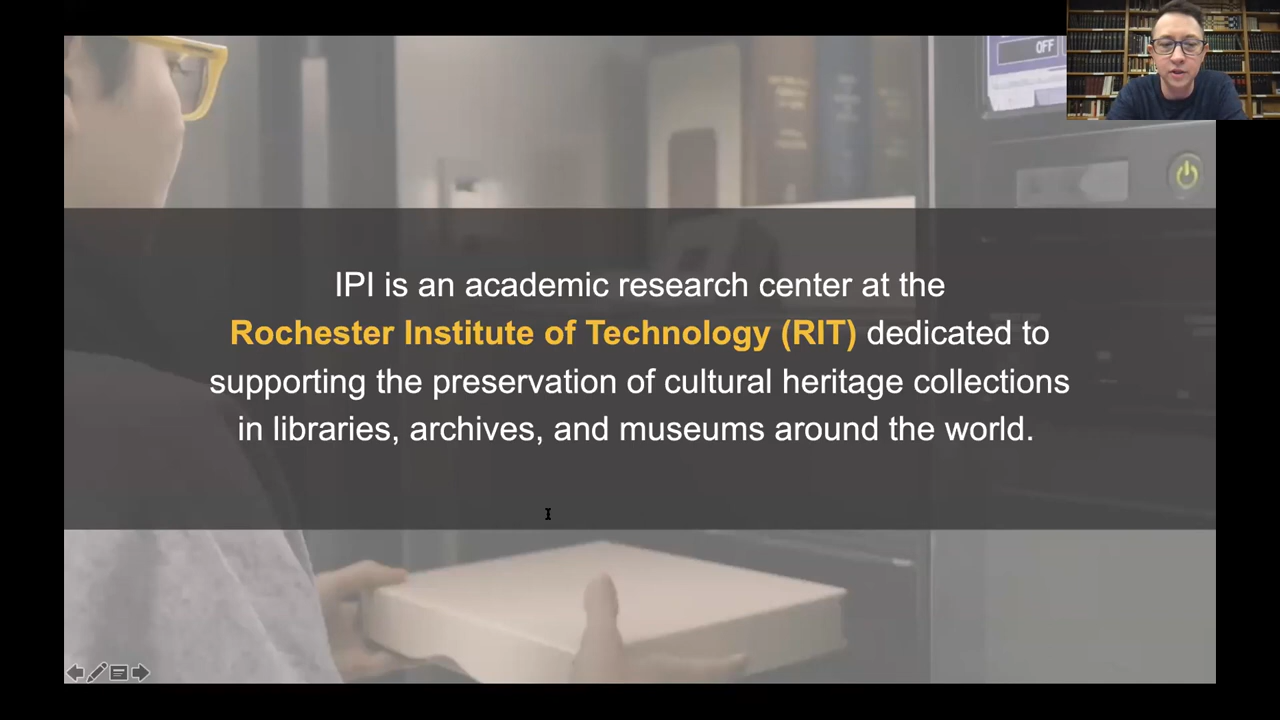 OFF
IPI is an academic research center at the
Rochester Institute of Technology (RIT) dedicated to
supporting the preservation of cultural heritage collections
in libraries, archives, and museums around the world.